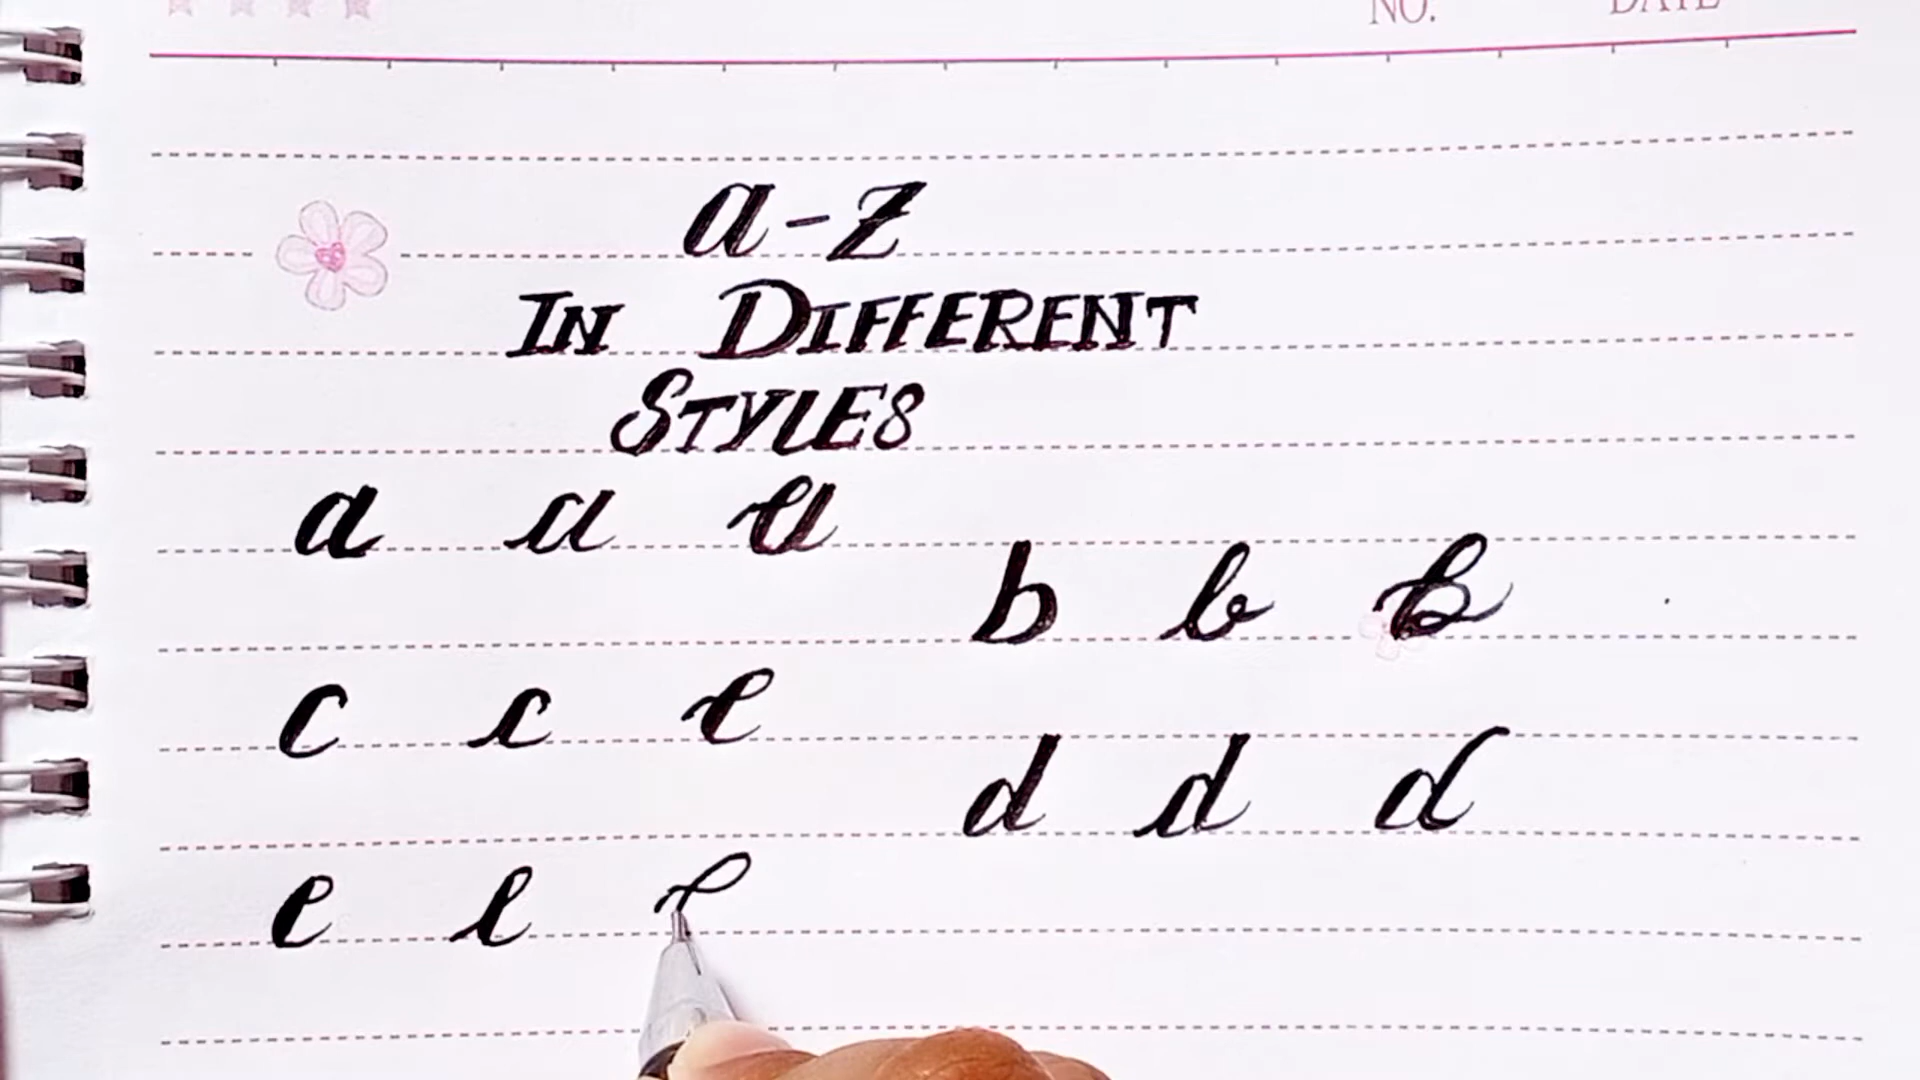 NO. DATE
a-z
In Different
Styles
a a a
b b b
c c c
d d d
e e e